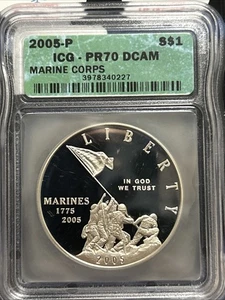 2005-P S$1
ICG - PR70 DCAM
MARINE CORPS
3978340227
LIBERTY
IN GOD
WE TRUST
MARINES
1775
2005
2005